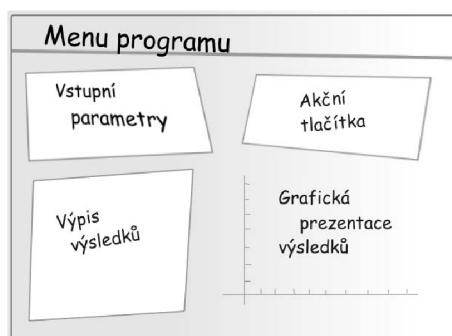 Menu programu
Vstupní
parametry
Akční
tlačítka
Výpis
výsledků
Grafická
prezentace
výsledků